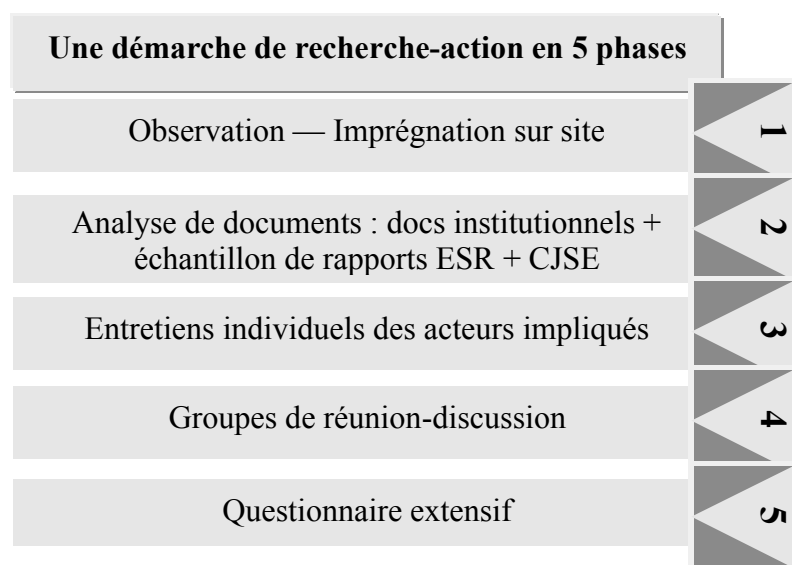 Une démarche de recherche-action en 5 phases
Observation — Imprégnation sur site
1
Analyse de documents : docs institutionnels +
échantillon de rapports ESR + CJSE
2
Entretiens individuels des acteurs impliqués
3
Groupes de réunion-discussion
4
Questionnaire extensif
5